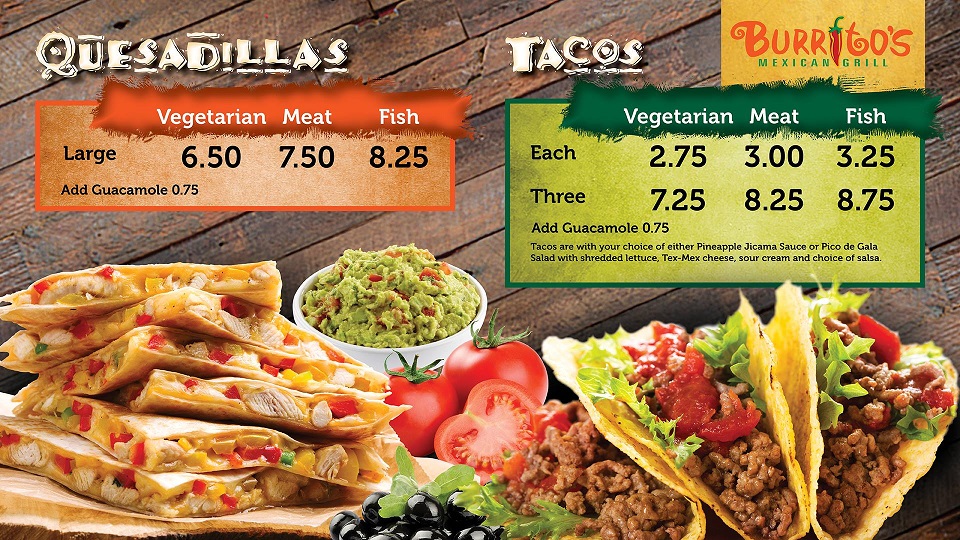 QUESADILLAS
Vegetarian Meat Fish
Large 6.50 7.50 8.25
Add Guacamole 0.75
TACOS
BURRITO'S
MEXICAN GRILL
Vegetarian Meat Fish
Each 2.75 3.00 3.25
Three 7.25 8.25 8.75
Add Guacamole 0.75
Tacos are with your choice of either Pineapple Jicama Sauce or Pico de Gala
Salad with shredded lettuce, Tex-Mex cheese, sour cream and choice of salsa.